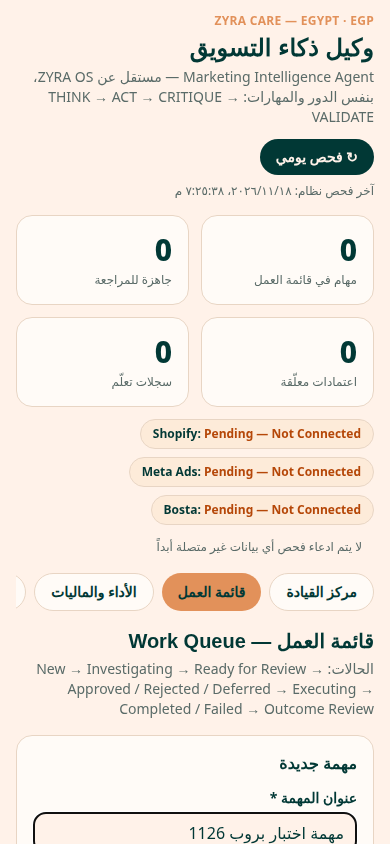 ZYRA CARE — EGYPT · EGP
وكيل ذكاء التسويق
Marketing Intelligence Agent — مستقل عن ZYRA OS،
بنفس الدور والمهارات: THINK → ACT → CRITIQUE →
VALIDATE
↻ فحص يومي
آخر فحص نظام: ١٨‏/١١‏/٢٠٢٦، ٧:٢٥:٣٨ م
0
مهام في قائمة العمل
0
جاهزة للمراجعة
0
اعتمادات معلّقة
0
سجلات تعلّم
Shopify: Pending — Not Connected
Meta Ads: Pending — Not Connected
Bosta: Pending — Not Connected
لا يتم ادعاء فحص أي بيانات غير متصلة أبداً
مركز القيادة
قائمة العمل
الأداء والماليات
قائمة العمل — Work Queue
الحالات: New → Investigating → Ready for Review →
Approved / Rejected / Deferred → Executing →
Completed / Failed → Outcome Review
مهمة جديدة
عنوان المهمة *
مهمة اختبار بروب 1126